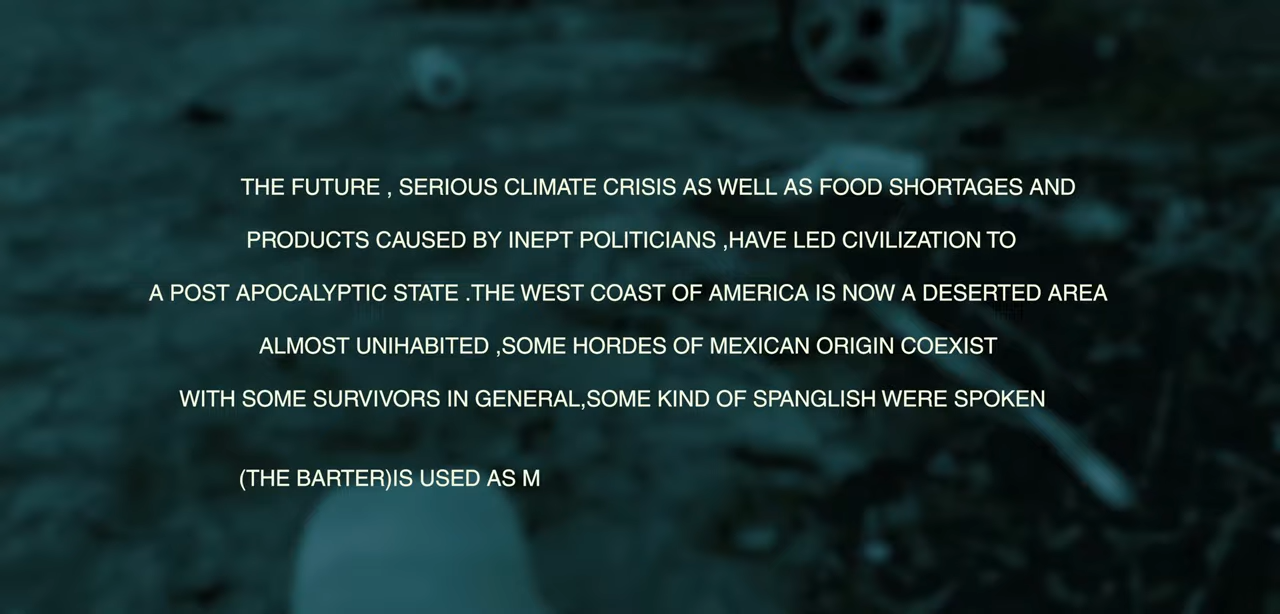 THE FUTURE , SERIOUS CLIMATE CRISIS AS WELL AS FOOD SHORTAGES AND
PRODUCTS CAUSED BY INEPT POLITICIANS ,HAVE LED CIVILIZATION TO
A POST APOCALYPTIC STATE .THE WEST COAST OF AMERICA IS NOW A DESERTED AREA
ALMOST UNIHABITED ,SOME HORDES OF MEXICAN ORIGIN COEXIST
WITH SOME SURVIVORS IN GENERAL,SOME KIND OF SPANGLISH WERE SPOKEN
(THE BARTER)IS USED AS M